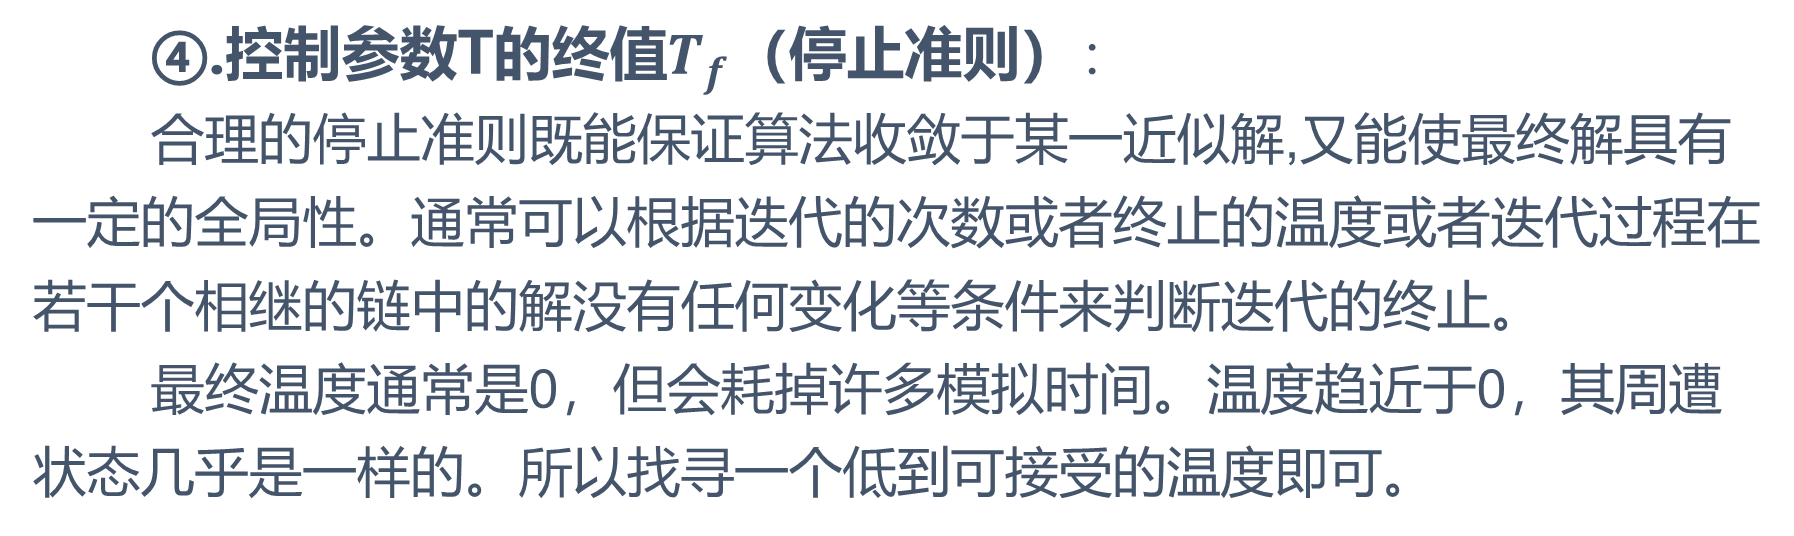 ④.控制参数T的终值T_f（停止准则）:
合理的停止准则既能保证算法收敛于某一近似解,又能使最终解具有
一定的全局性。通常可以根据迭代的次数或者终止的温度或者迭代过程在
若干个相继的链中的解没有任何变化等条件来判断迭代的终止。
最终温度通常是0，但会耗掉许多模拟时间。温度趋近于0，其周遭
状态几乎是一样的。所以找寻一个低到可接受的温度即可。